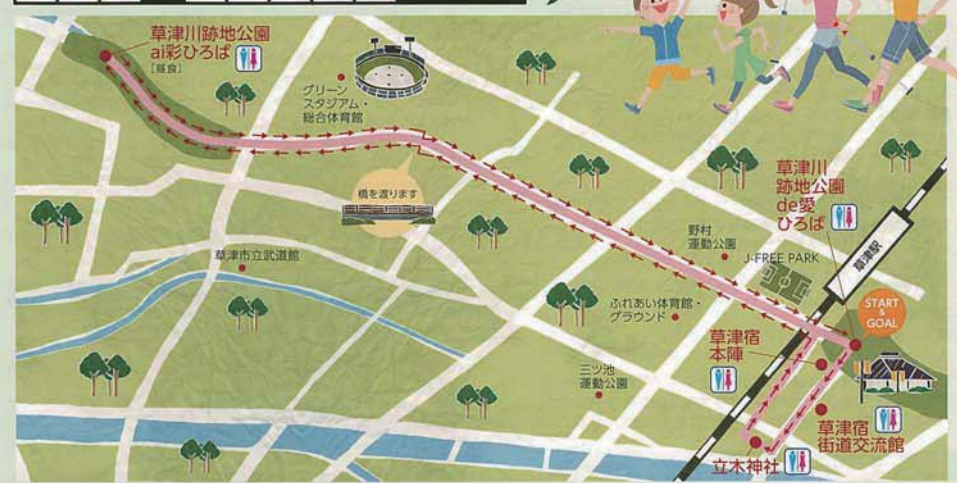 草津川跡地公園
ai彩ひろば
[昼食]
グリーン
スタジアム・
総合体育館
橋を渡ります
草津市立武道館
草津川
跡地公園
de愛
ひろば
野村
運動公園
J-FREE PARK
草津駅
START
&
GOAL
ふれあい体育館・
グラウンド
三ツ池
運動公園
草津宿
本陣
草津宿
街道交流館
立木神社